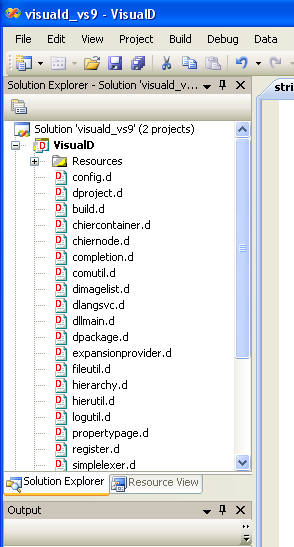 visuald_vs9 - VisualD
File Edit View Project Build Debug Data
Solution Explorer - Solution 'visuald_v...
stri
Solution 'visuald_vs9' (2 projects)
VisualD
Resources
config.d
dproject.d
build.d
chiercontainer.d
chiernode.d
completion.d
comutil.d
dimagelist.d
dlangsvc.d
dllmain.d
dpackage.d
expansionprovider.d
fileutil.d
hierarchy.d
hierutil.d
logutil.d
propertypage.d
register.d
simplelexer.d
Solution Explorer Resource View
Output